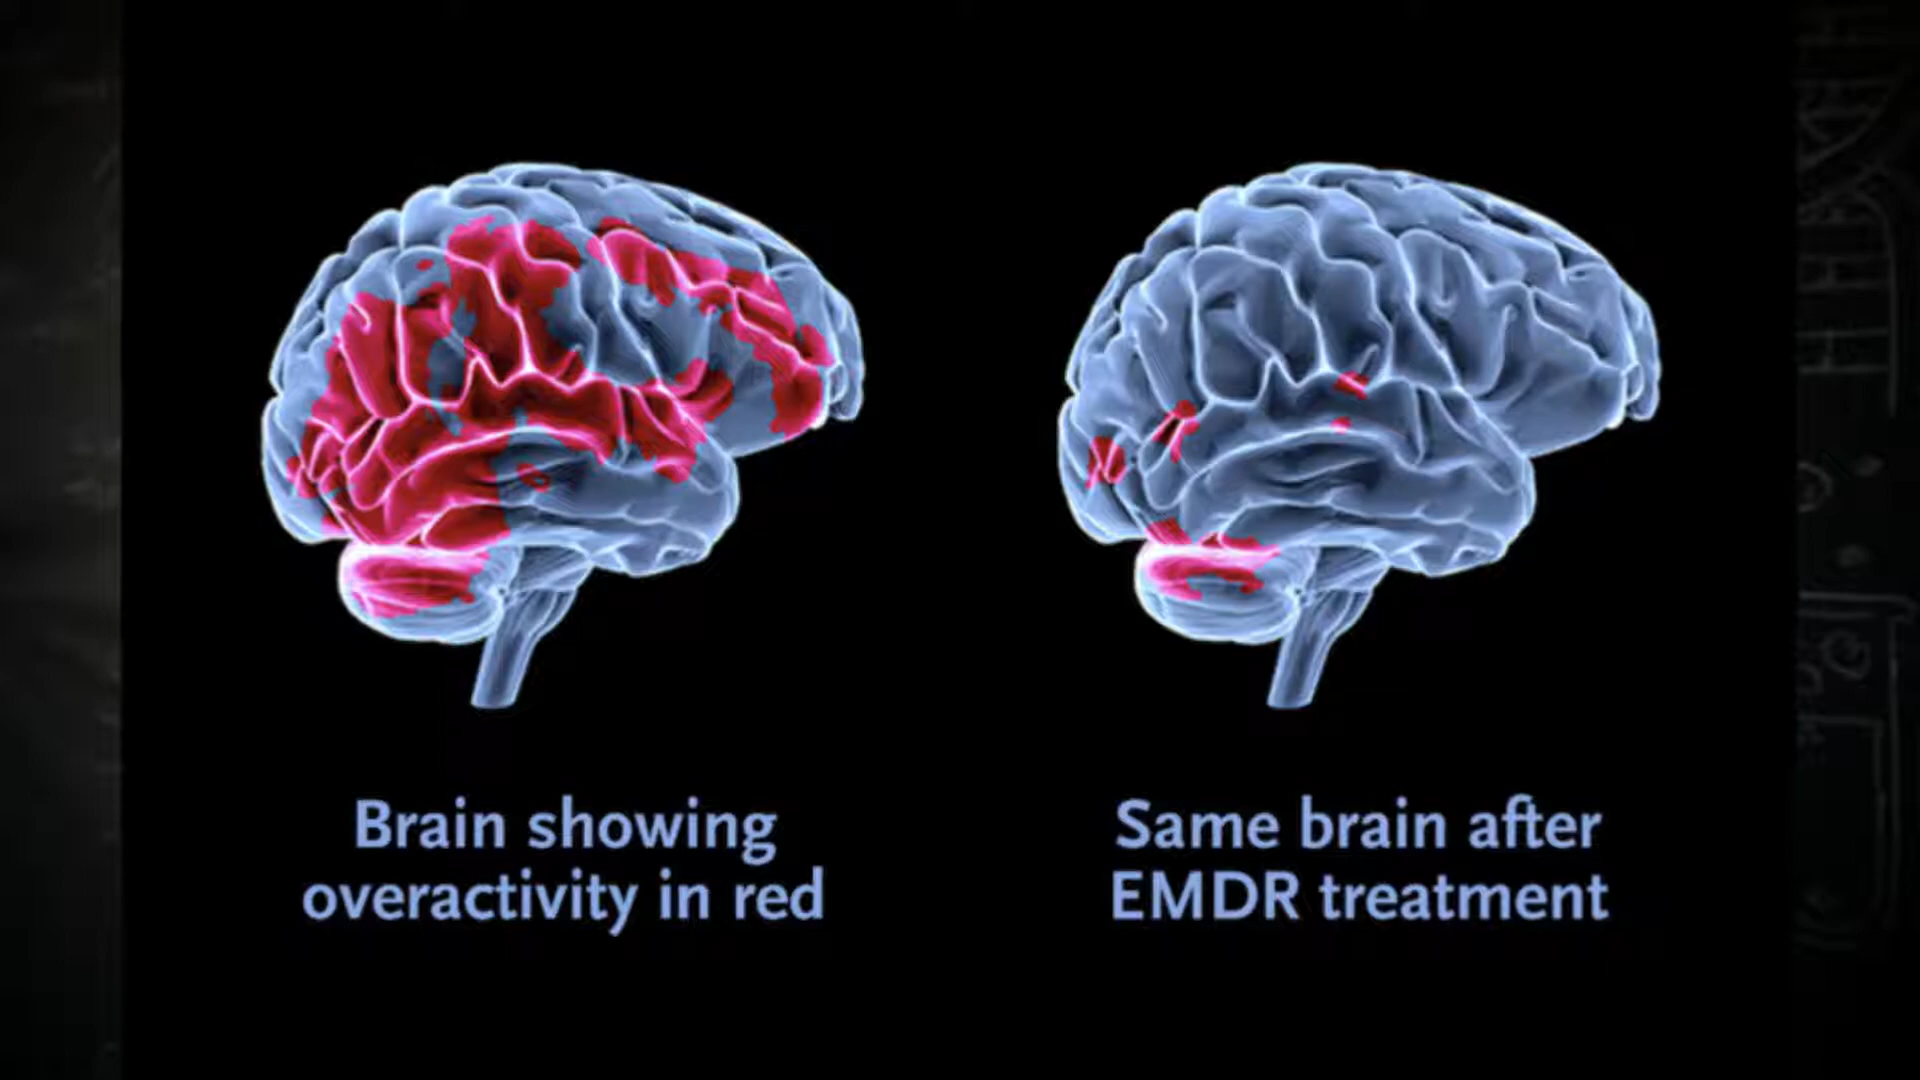 Brain showing
overactivity in red
Same brain after
EMDR treatment